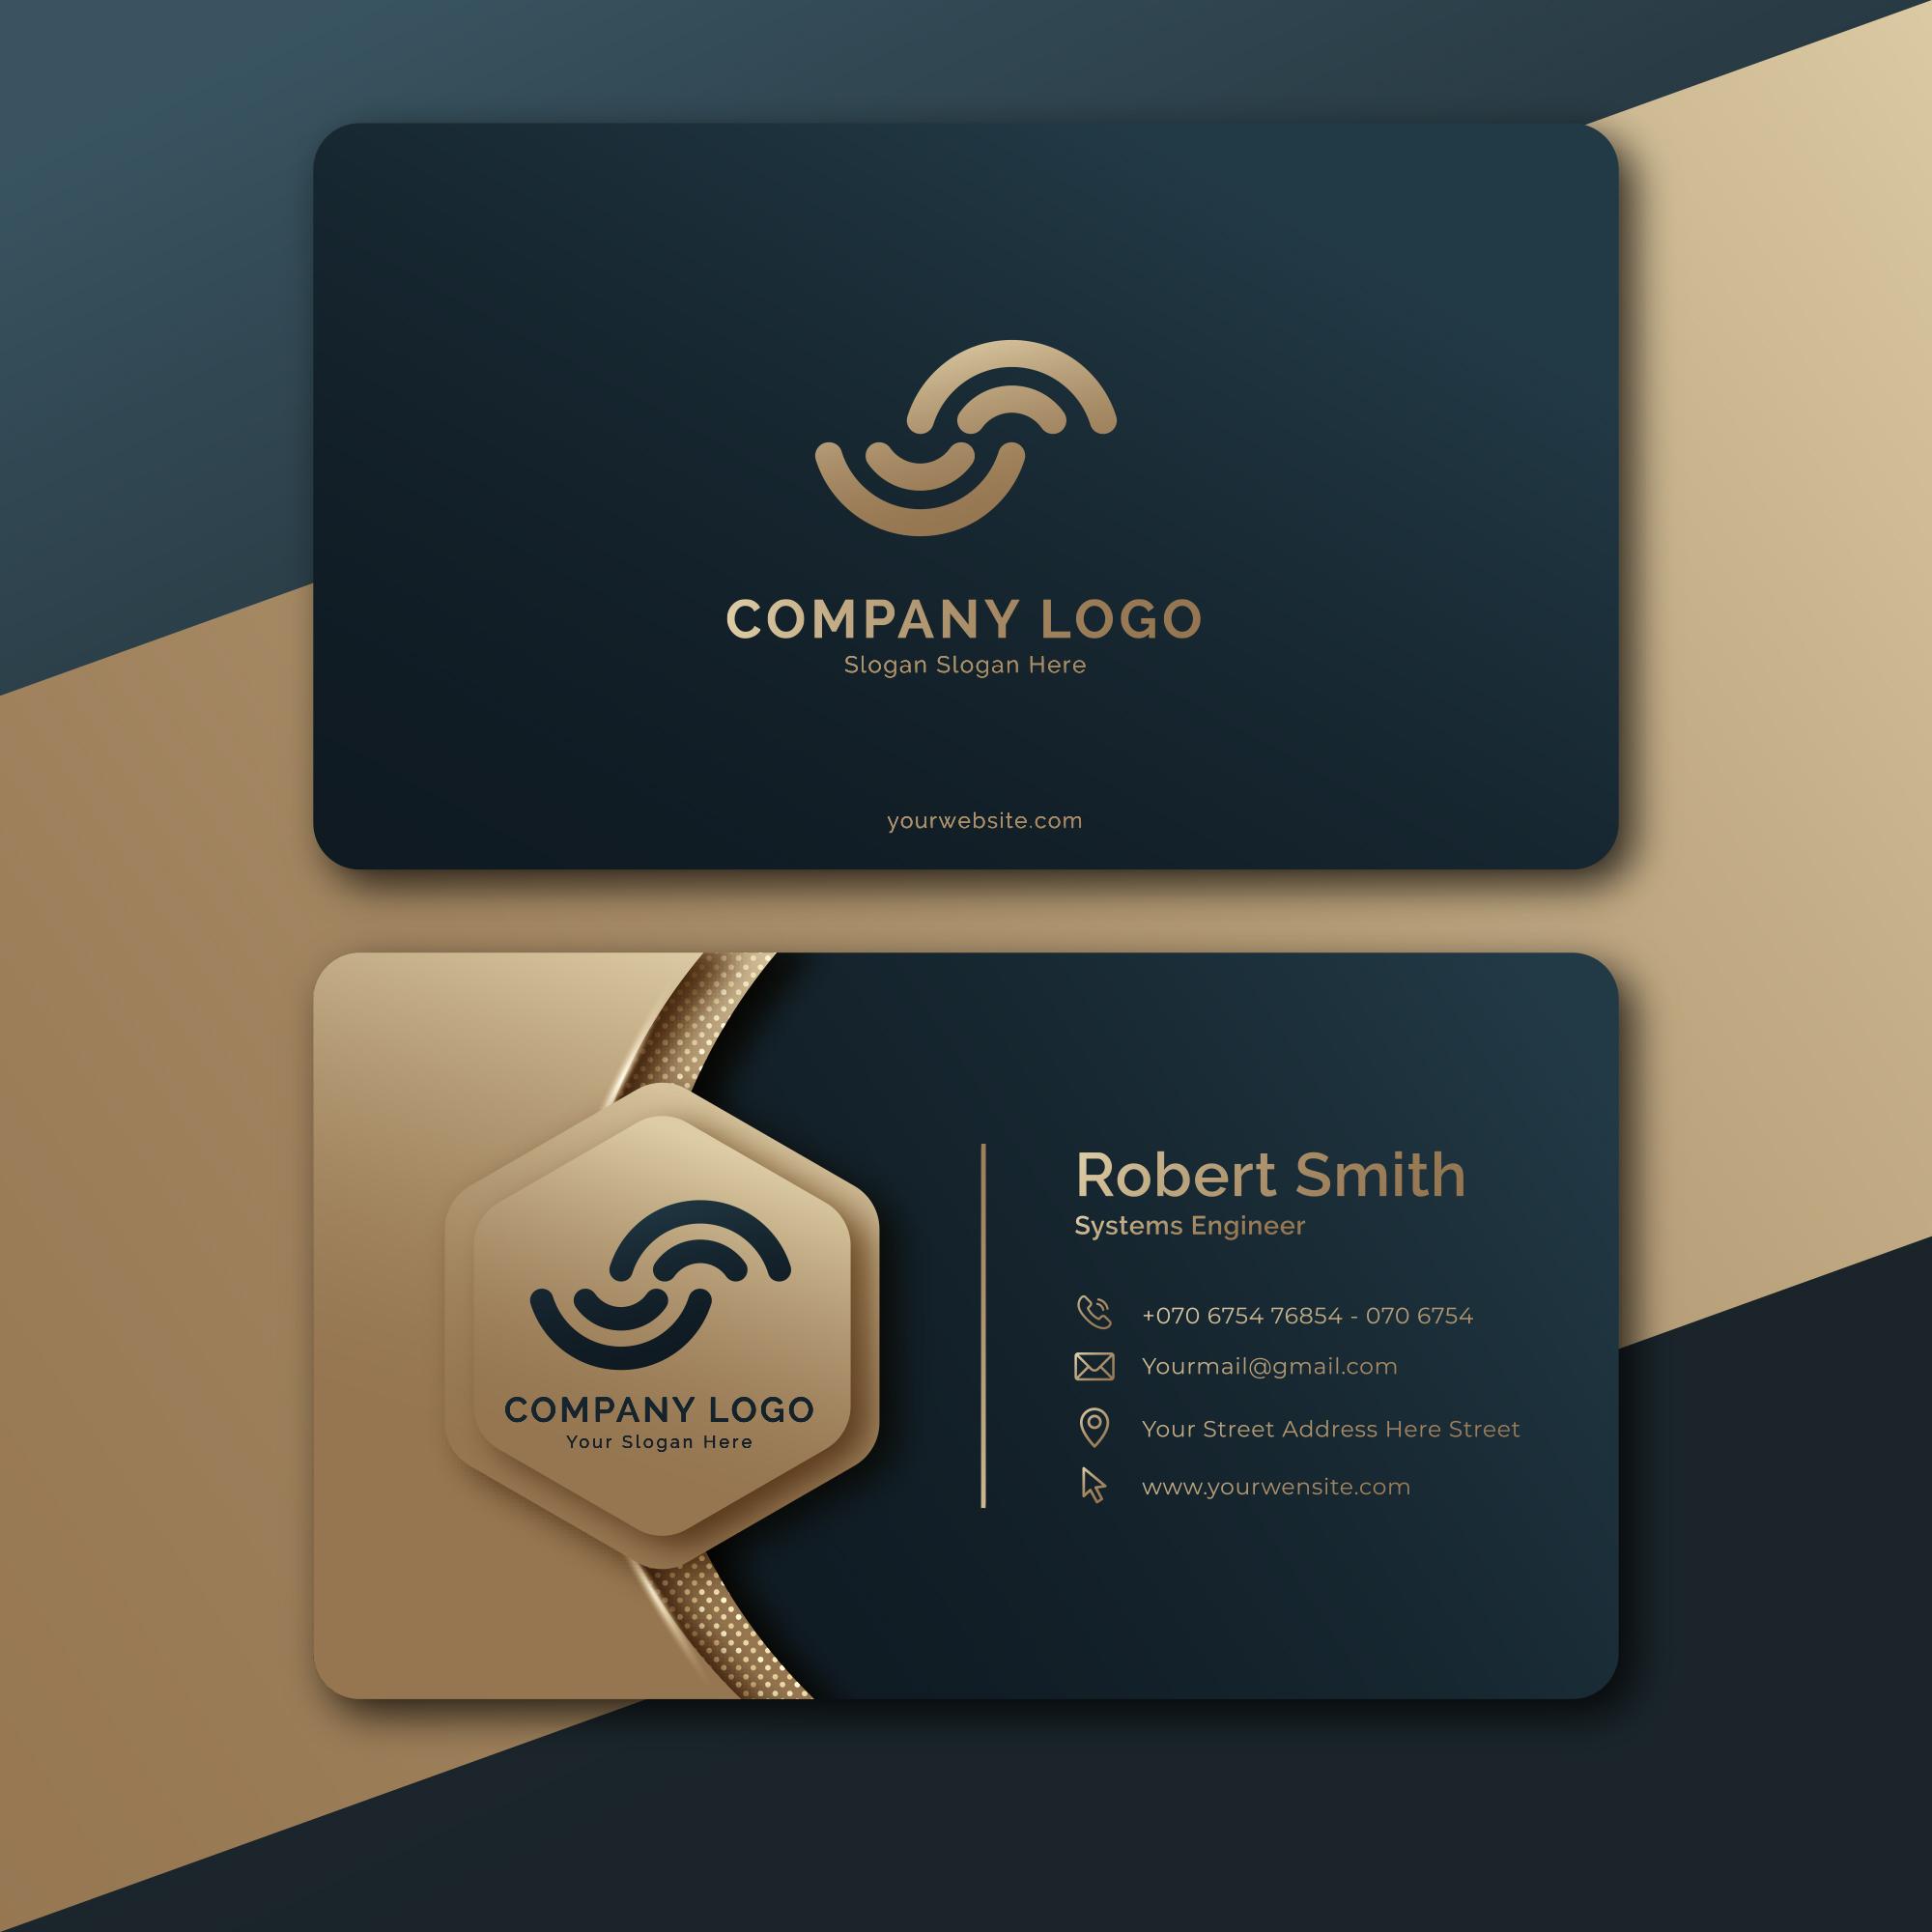 COMPANY LOGO
Slogan Slogan Here
yourwebsite.com
COMPANY LOGO
Your Slogan Here
Robert Smith
Systems Engineer
+070 6754 76854 - 070 6754
Yourmail@gmail.com
Your Street Address Here Street
www.yourwensite.com